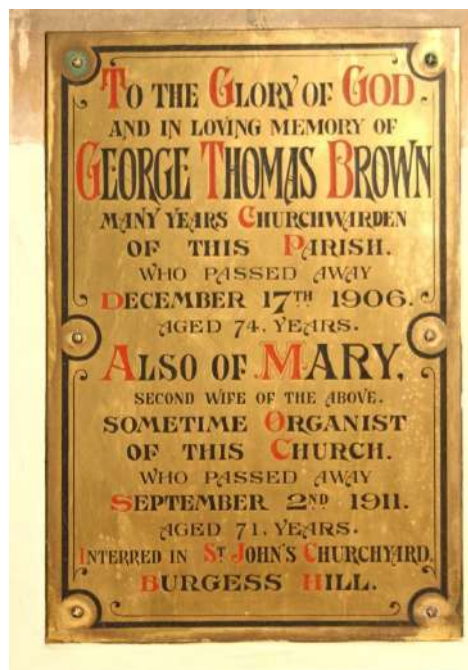 To the Glory of God
and in loving memory of
George Thomas Brown
many years Churchwarden
of this Parish.
who passed away
December 17th 1906.
aged 74. years.
Also of Mary,
second wife of the above.
sometime Organist
of this Church.
who passed away
September 2nd 1911.
aged 71. years.
Interred in St John's Churchyard,
Burgess Hill.